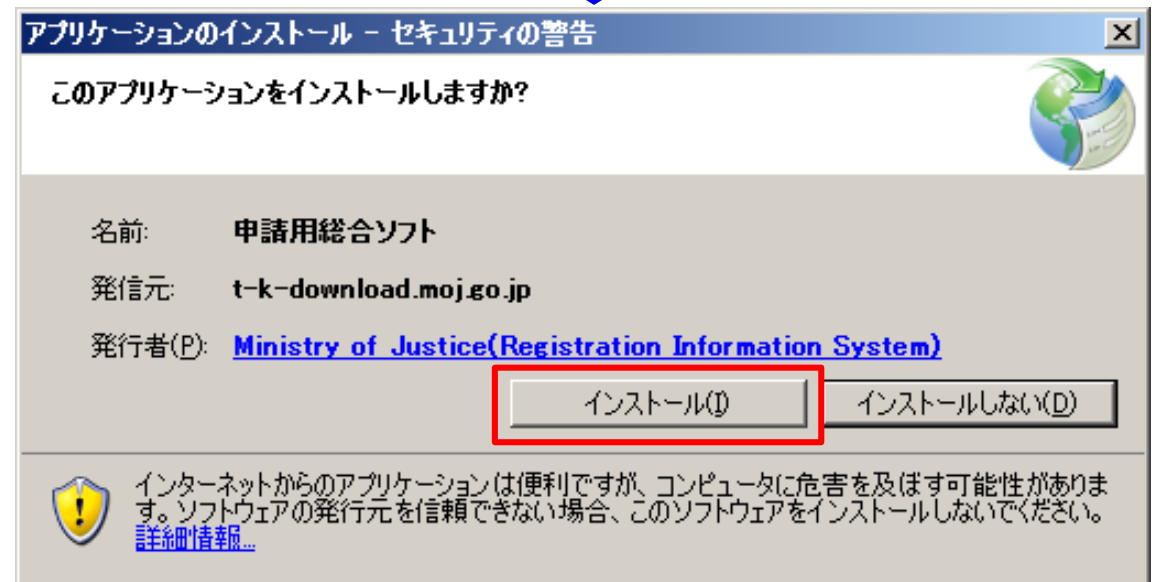 アプリケーションのインストール - セキュリティの警告
このアプリケーションをインストールしますか?
名前: 申請用総合ソフト
発信元: t-k-download.moj.go.jp
発行者(P): Ministry of Justice(Registration Information System)
インストール(I) インストールしない(D)
インターネットからのアプリケーションは便利ですが、コンピュータに危害を及ぼす可能性がありま
す。ソフトウェアの発行元を信頼できない場合、このソフトウェアをインストールしないでください。
詳細情報...